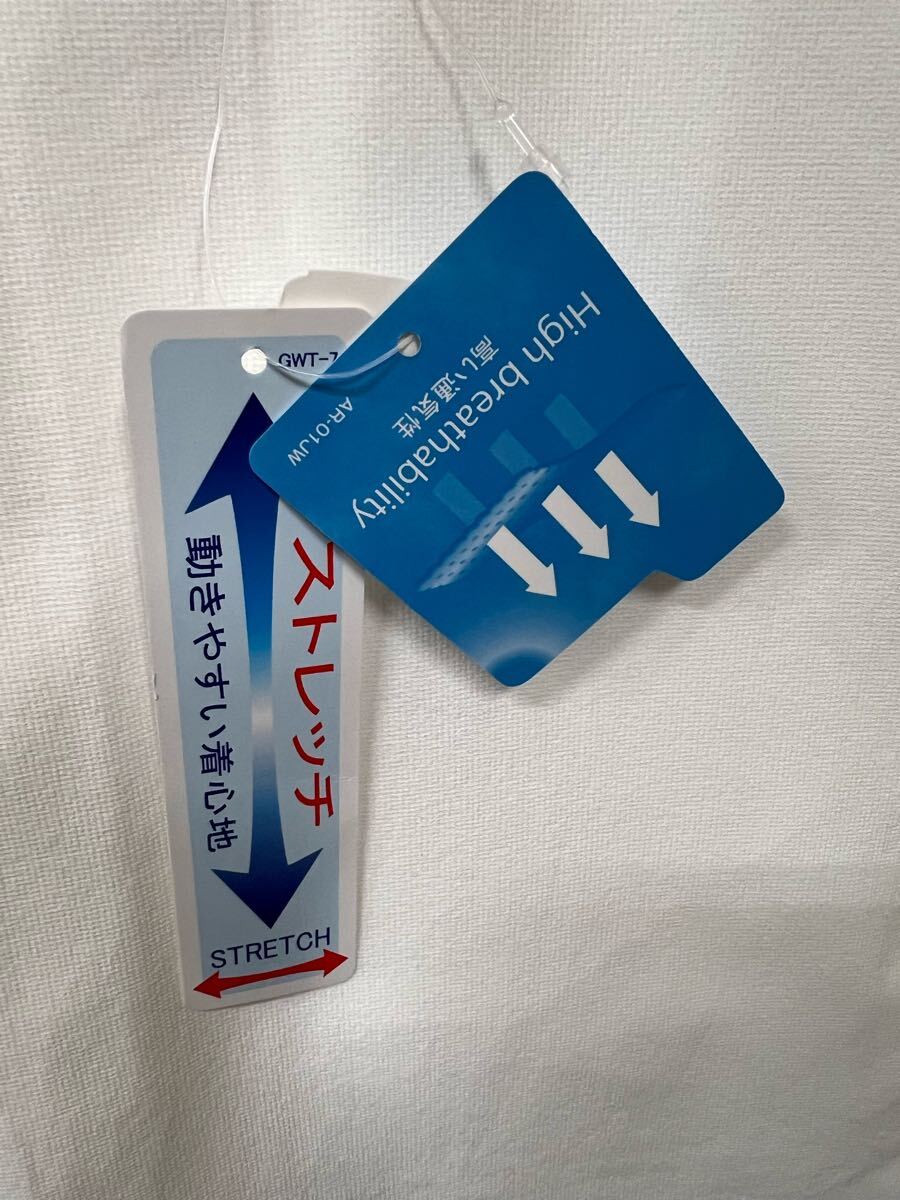 GWT-7
ストレッチ
動きやすい着心地
STRETCH
High breathability
高い通気性
AR-01JW